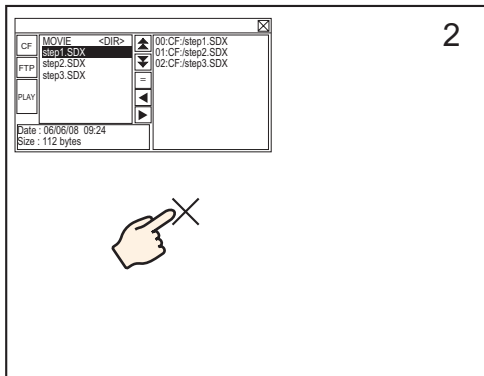 2
CF
FTP
PLAY
MOVIE <DIR>
step1.SDX
step2.SDX
step3.SDX
=
00:CF:/step1.SDX
01:CF:/step2.SDX
02:CF:/step3.SDX
Date : 06/06/08 09:24
Size : 112 bytes